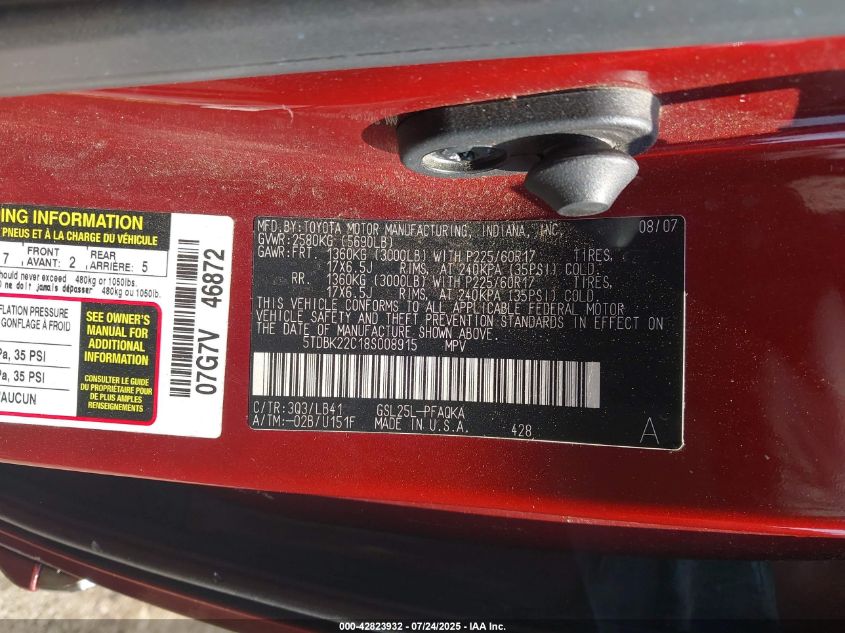 ING INFORMATION
PNEUS ET À LA CHARGE DU VÉHICULE
7 FRONT AVANT: 2 REAR ARRIÈRE: 5
should never exceed 480kg or 1050lbs.
ne doit jamais dépasser 480kg ou 1050lb.
FLATION PRESSURE
GONFLAGE À FROID
Pa, 35 PSI
Pa, 35 PSI
AUCUN
SEE OWNER'S
MANUAL FOR
ADDITIONAL
INFORMATION
CONSULTER LE GUIDE
DU PROPRIÉTAIRE POUR
DE PLUS AMPLES
RENSEIGNEMENTS
07G7V 46872
MFD.BY:TOYOTA MOTOR MANUFACTURING, INDIANA, INC. 08/07
GVWR:2580KG (5690LB)
GAWR:FRT. 1360KG (3000LB) WITH P225/60R17 TIRES,
17X6.5J RIMS, AT 240KPA (35PSI) COLD.
RR. 1360KG (3000LB) WITH P225/60R17 TIRES,
17X6.5J RIMS, AT 240KPA (35PSI) COLD.
THIS VEHICLE CONFORMS TO ALL APPLICABLE FEDERAL MOTOR
VEHICLE SAFETY AND THEFT PREVENTION STANDARDS IN EFFECT ON
THE DATE OF MANUFACTURE SHOWN ABOVE.
5TDBK22C18S008915 MPV
C/TR:3Q3/LB41 GSL25L-PFAQKA
A/TM:-02B/U151F MADE IN U.S.A. 428 A
000-42823932 - 07/24/2025 - IAA Inc.